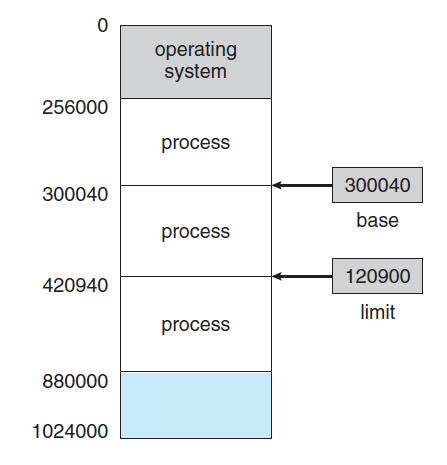 0
operating
system
256000
process
300040
300040
base
process
420940
120900
limit
process
880000
1024000